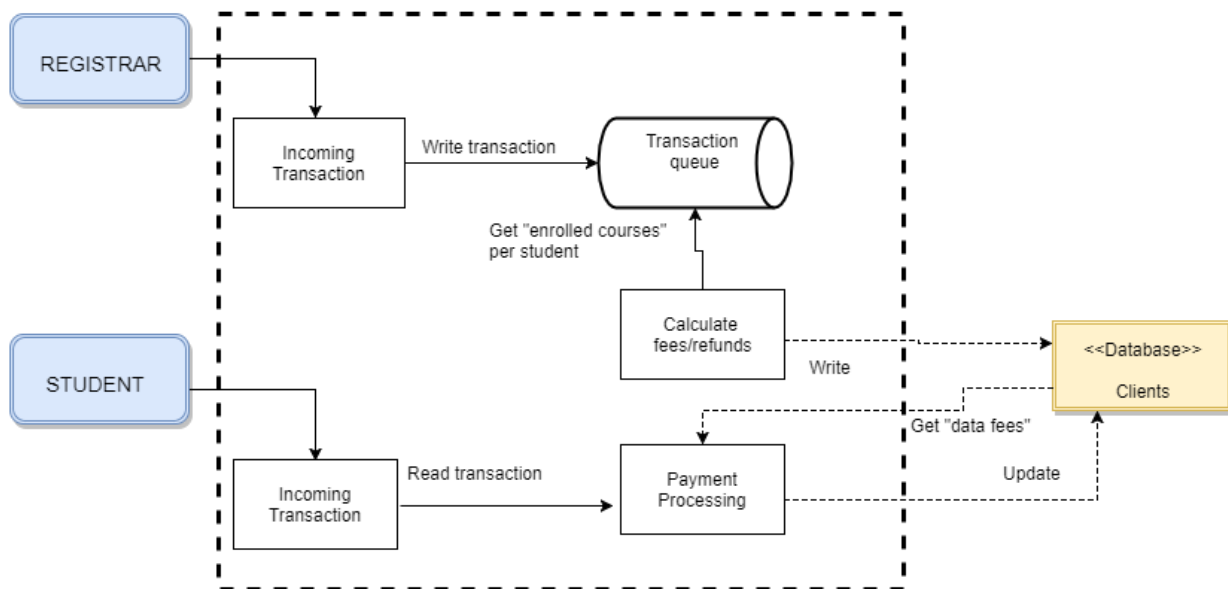 REGISTRAR
Incoming
Transaction
Write transaction
Transaction
queue
Get "enrolled courses"
per student
Calculate
fees/refunds
Write
<<Database>>
Clients
STUDENT
Get "data fees"
Incoming
Transaction
Read transaction
Payment
Processing
Update